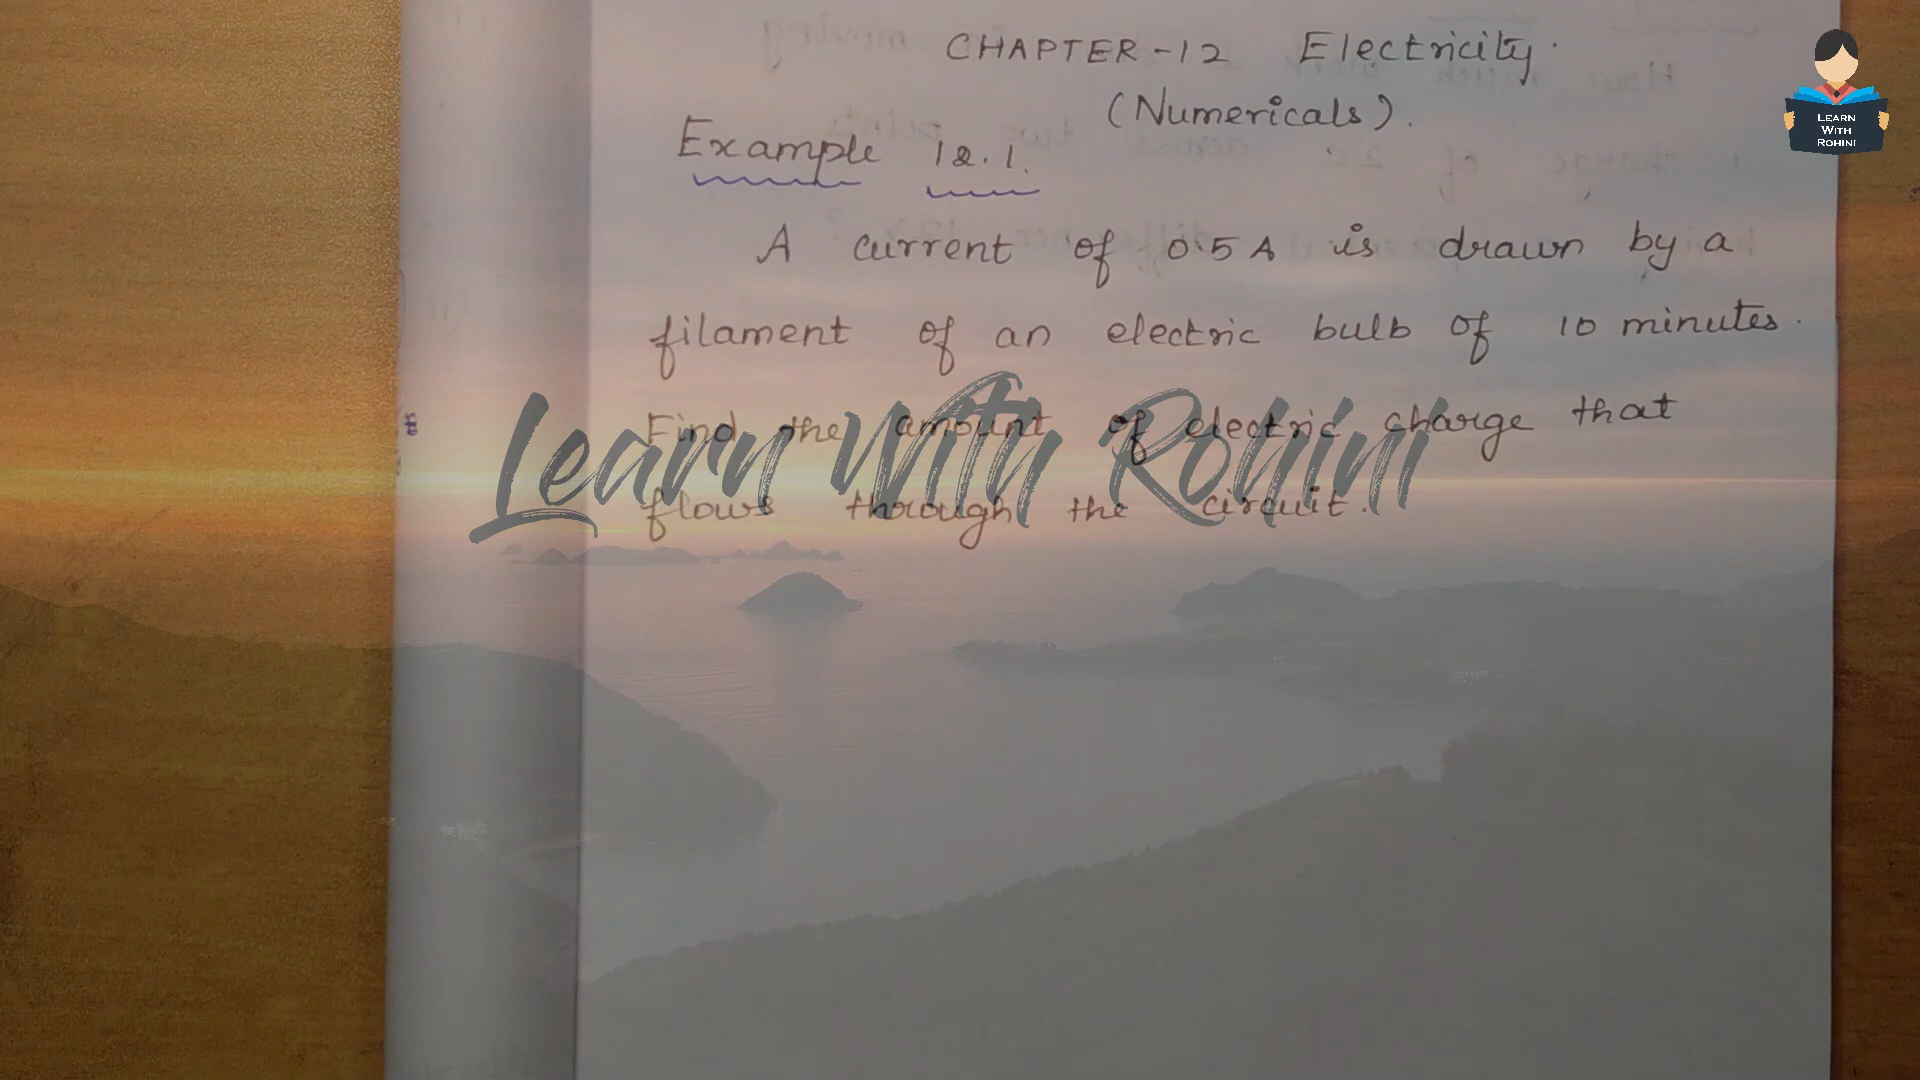 CHAPTER-12 Electricity.
(Numericals).
Example 12.1.
A current of 0.5 A is drawn by a
filament of an electric bulb of 10 minutes.
Find the amount of electric charge that
flows through the circuit.
Learn With Rohini
LEARN
WITH
ROHINI